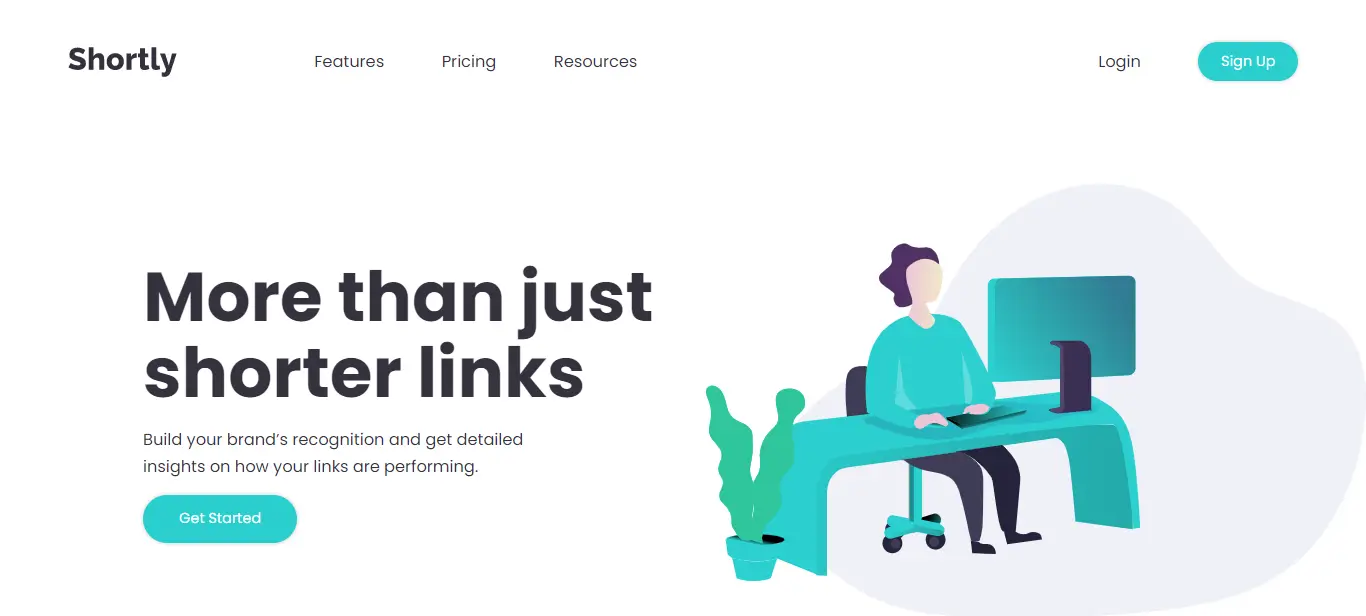 Shortly
Features
Pricing
Resources
Login
Sign Up
More than just
shorter links
Build your brand’s recognition and get detailed
insights on how your links are performing.
Get Started